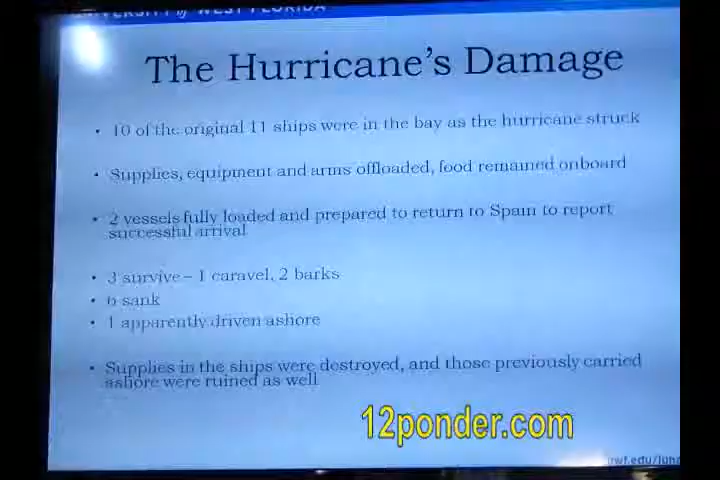 UNIVERSITY of WEST FLORIDA
The Hurricane's Damage
• 10 of the original 11 ships were in the bay as the hurricane struck
• Supplies, equipment and arms offloaded, food remained onboard
• 2 vessels fully loaded and prepared to return to Spain to report
successful arrival
• 3 survive – 1 caravel, 2 barks
• 6 sank
• 1 apparently driven ashore
• Supplies in the ships were destroyed, and those previously carried
ashore were ruined as well
12ponder.com
uwf.edu/luna